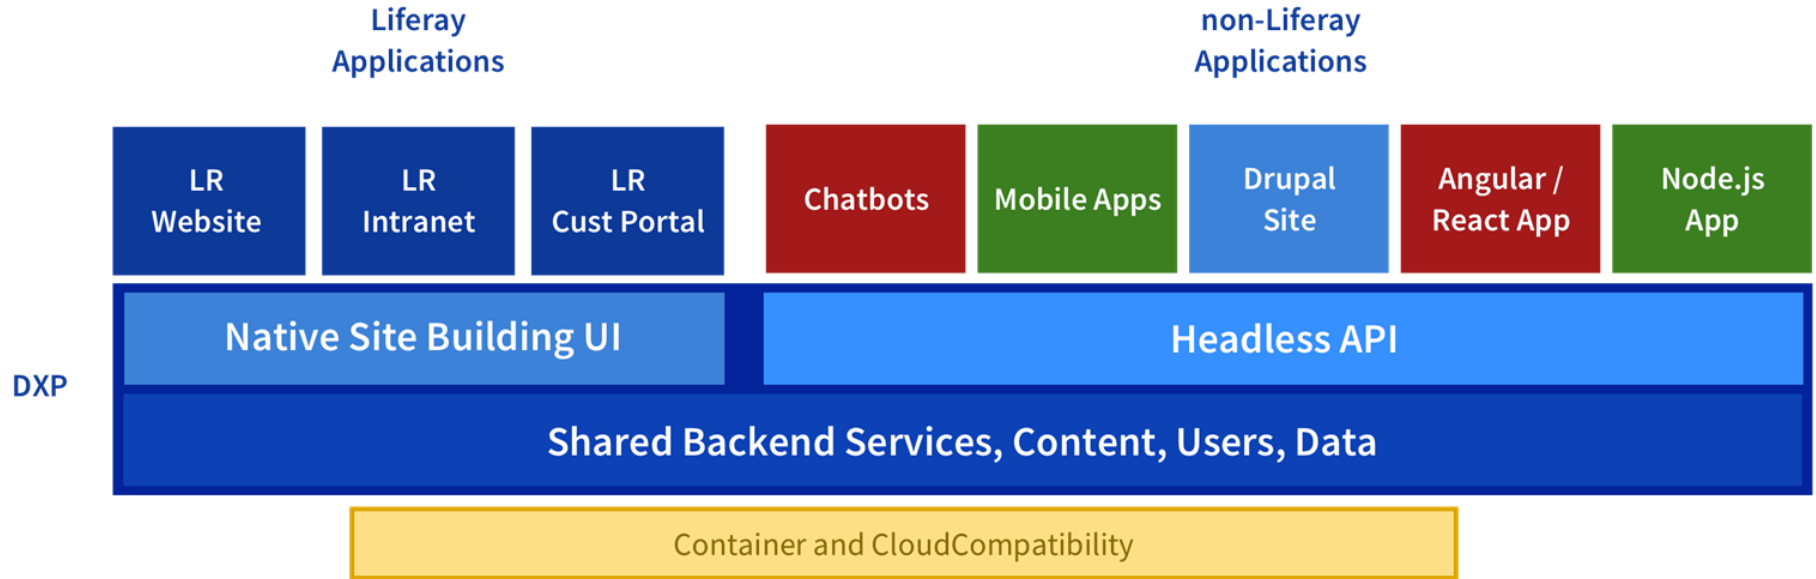 Liferay
Applications
non-Liferay
Applications
LR
Website
LR
Intranet
LR
Cust Portal
Chatbots
Mobile Apps
Drupal
Site
Angular /
React App
Node.js
App
Native Site Building UI
Headless API
DXP
Shared Backend Services, Content, Users, Data
Container and CloudCompatibility